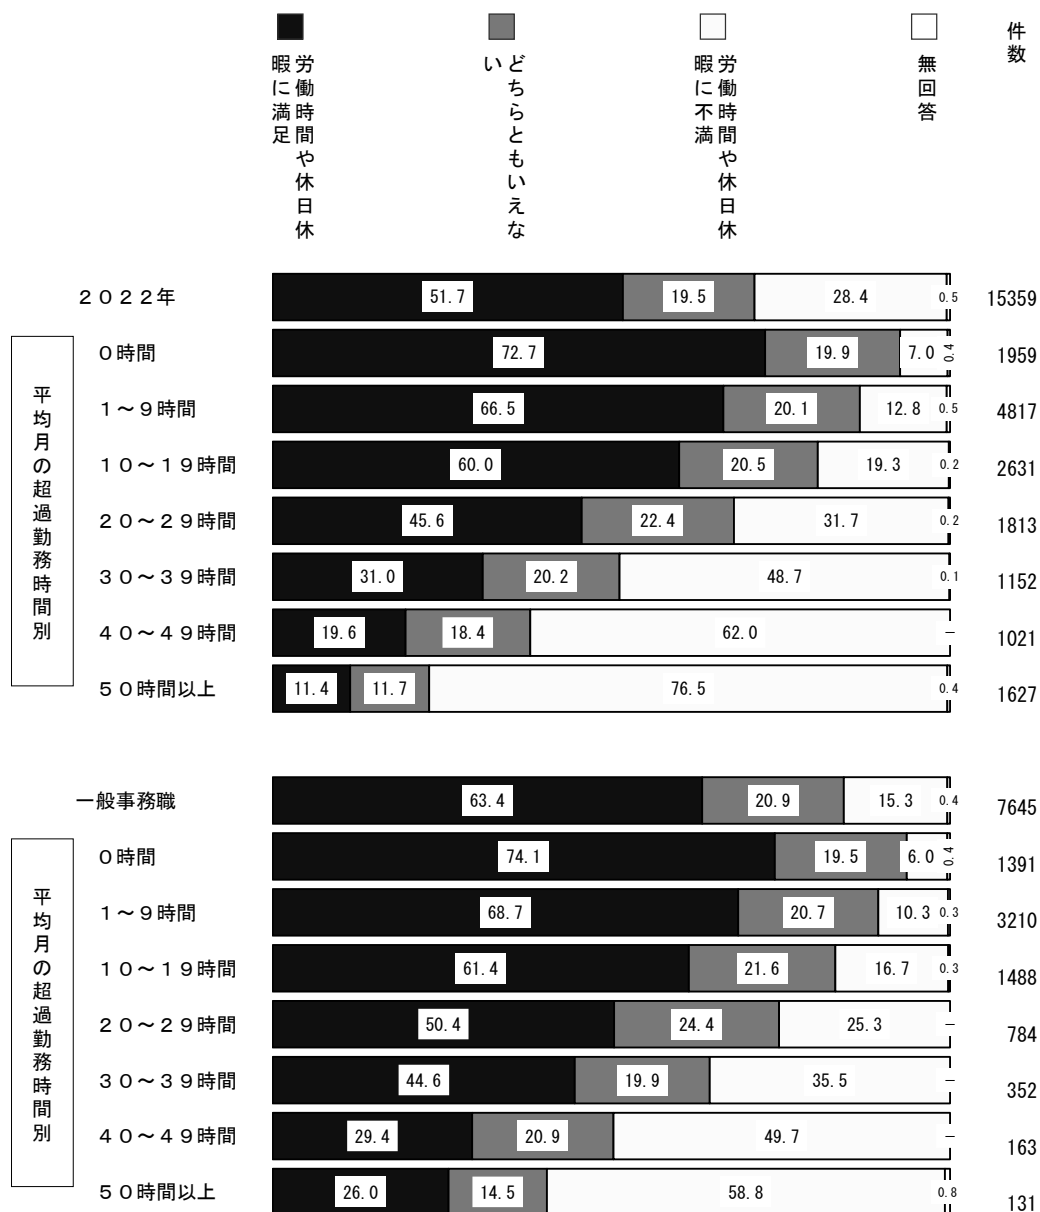 労働時間や休日休暇に満足
どちらともいえない
労働時間や休日休暇に不満
無回答
件数
２０２２年 51.7 19.5 28.4 0.5 15359
平均月の超過勤務時間別
０時間 72.7 19.9 7.0 0.4 1959
１～９時間 66.5 20.1 12.8 0.5 4817
１０～１９時間 60.0 20.5 19.3 0.2 2631
２０～２９時間 45.6 22.4 31.7 0.2 1813
３０～３９時間 31.0 20.2 48.7 0.1 1152
４０～４９時間 19.6 18.4 62.0 － 1021
５０時間以上 11.4 11.7 76.5 0.4 1627
一般事務職 63.4 20.9 15.3 0.4 7645
平均月の超過勤務時間別
０時間 74.1 19.5 6.0 0.4 1391
１～９時間 68.7 20.7 10.3 0.3 3210
１０～１９時間 61.4 21.6 16.7 0.3 1488
２０～２９時間 50.4 24.4 25.3 － 784
３０～３９時間 44.6 19.9 35.5 － 352
４０～４９時間 29.4 20.9 49.7 － 163
５０時間以上 26.0 14.5 58.8 0.8 131